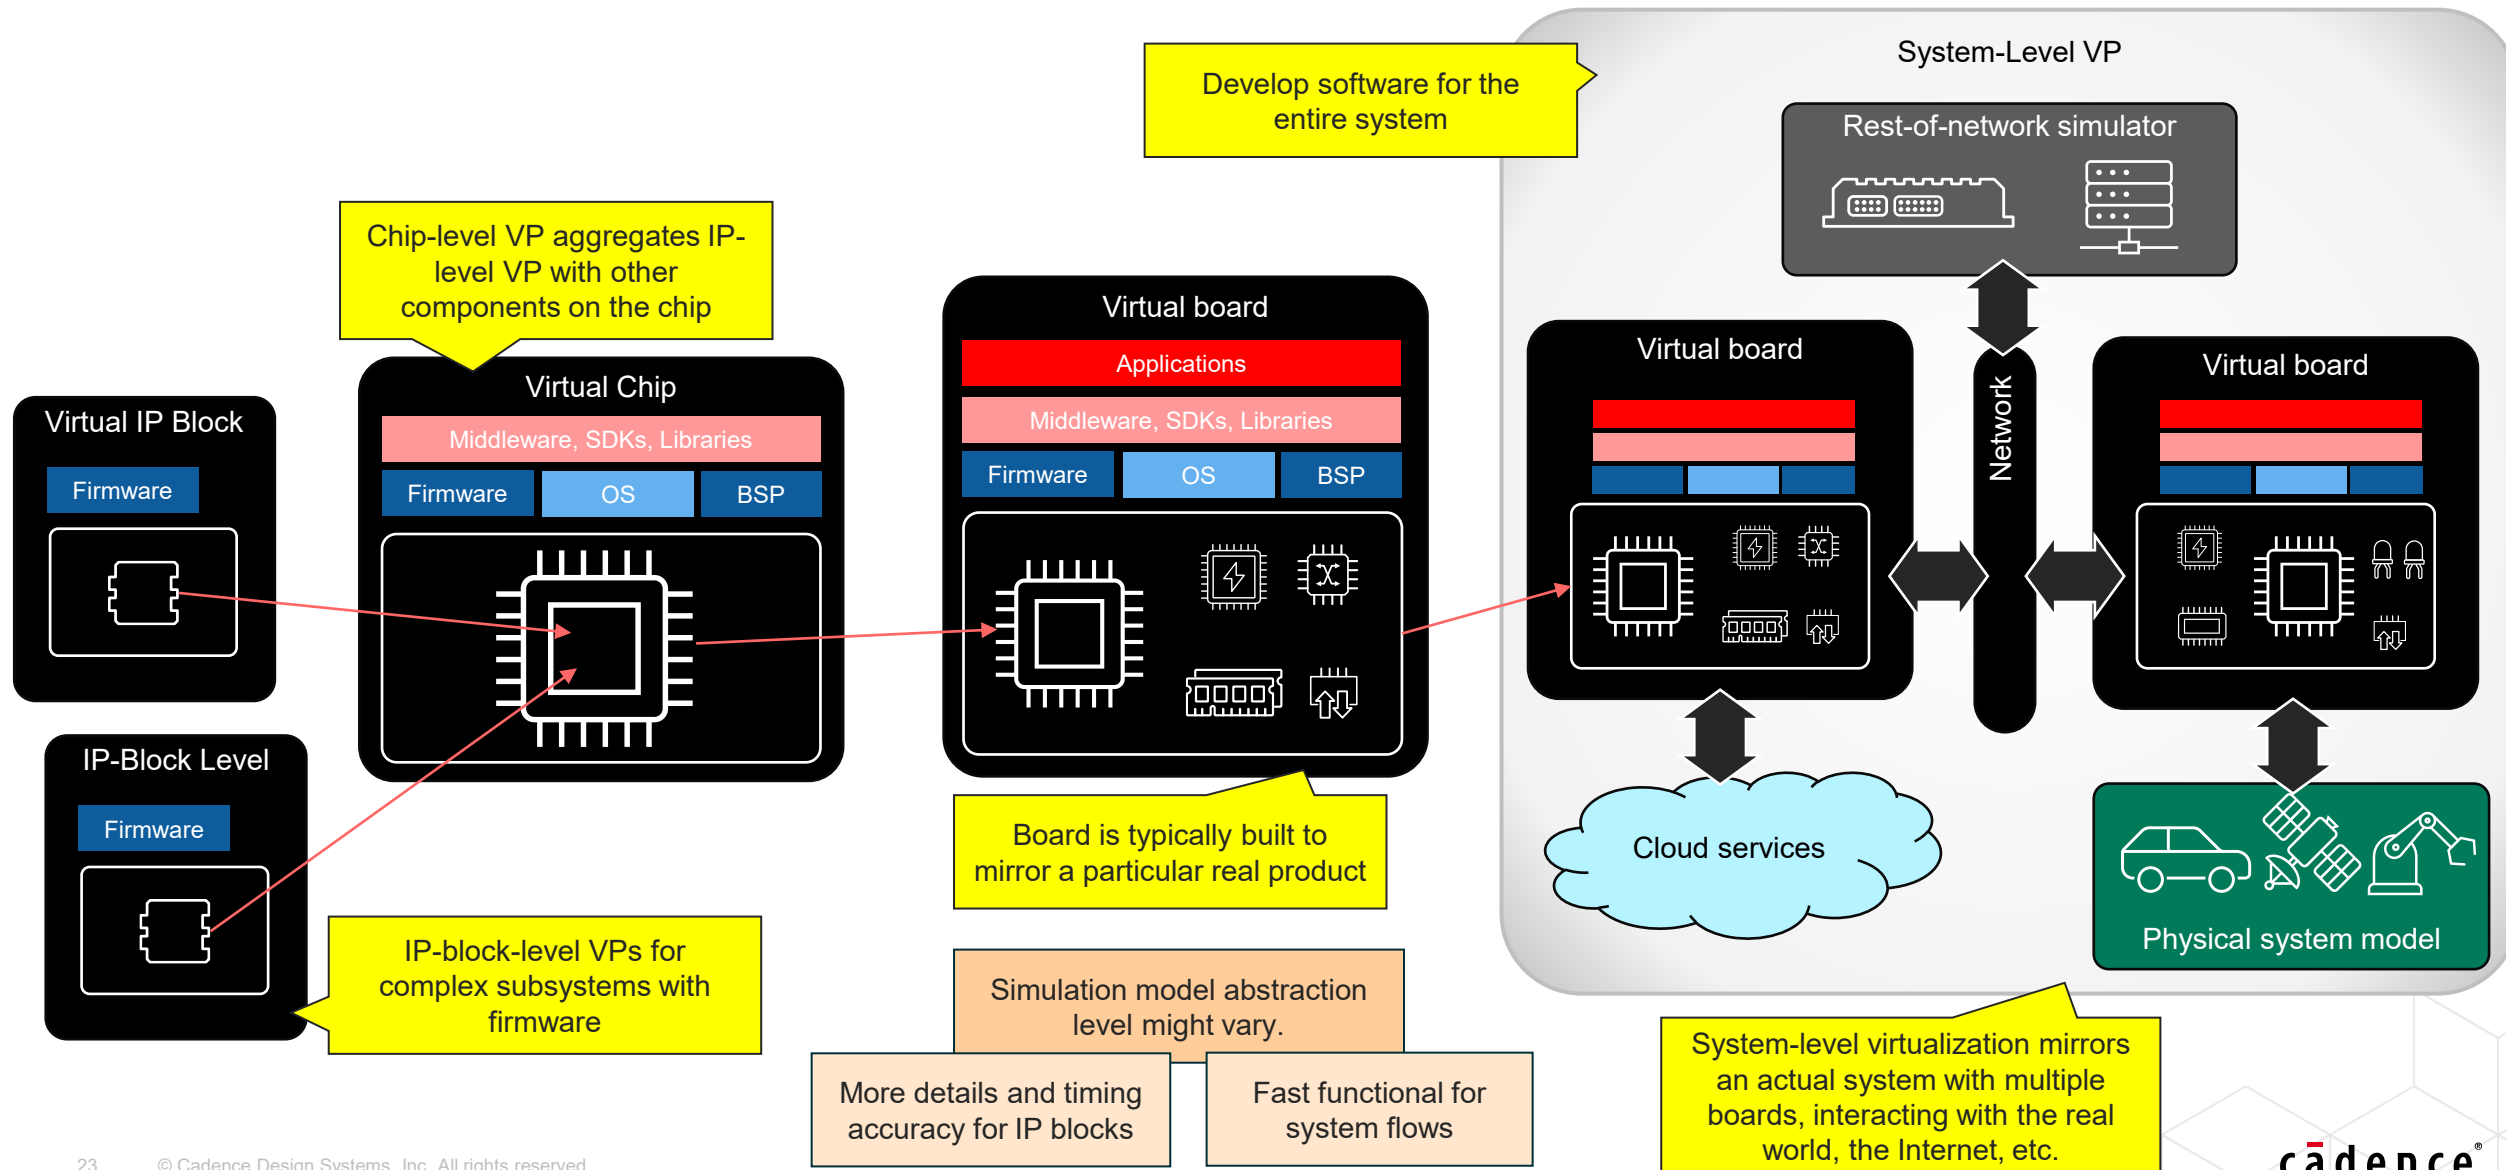 System-Level VP
Develop software for the
entire system
Rest-of-network simulator
Chip-level VP aggregates IP-
level VP with other
components on the chip
Virtual board
Applications
Middleware, SDKs, Libraries
Firmware
OS
BSP
Virtual board
Network
Virtual board
Virtual Chip
Middleware, SDKs, Libraries
Firmware
OS
BSP
Virtual IP Block
Firmware
IP-Block Level
Firmware
Board is typically built to
mirror a particular real product
Cloud services
Physical system model
IP-block-level VPs for
complex subsystems with
firmware
Simulation model abstraction
level might vary.
More details and timing
accuracy for IP blocks
Fast functional for
system flows
System-level virtualization mirrors
an actual system with multiple
boards, interacting with the real
world, the Internet, etc.
23
© Cadence Design Systems, Inc. All rights reserved
cādence®